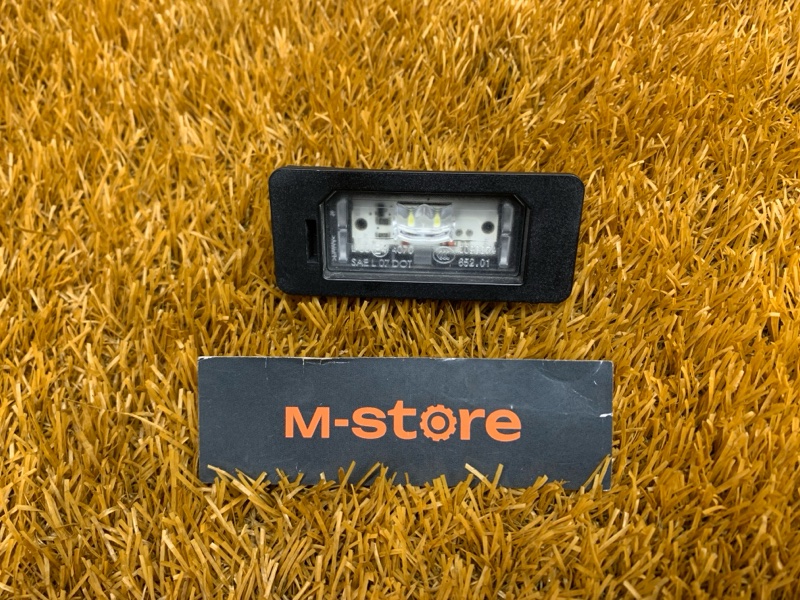 SAE L 07 DOT
652.01
M-store